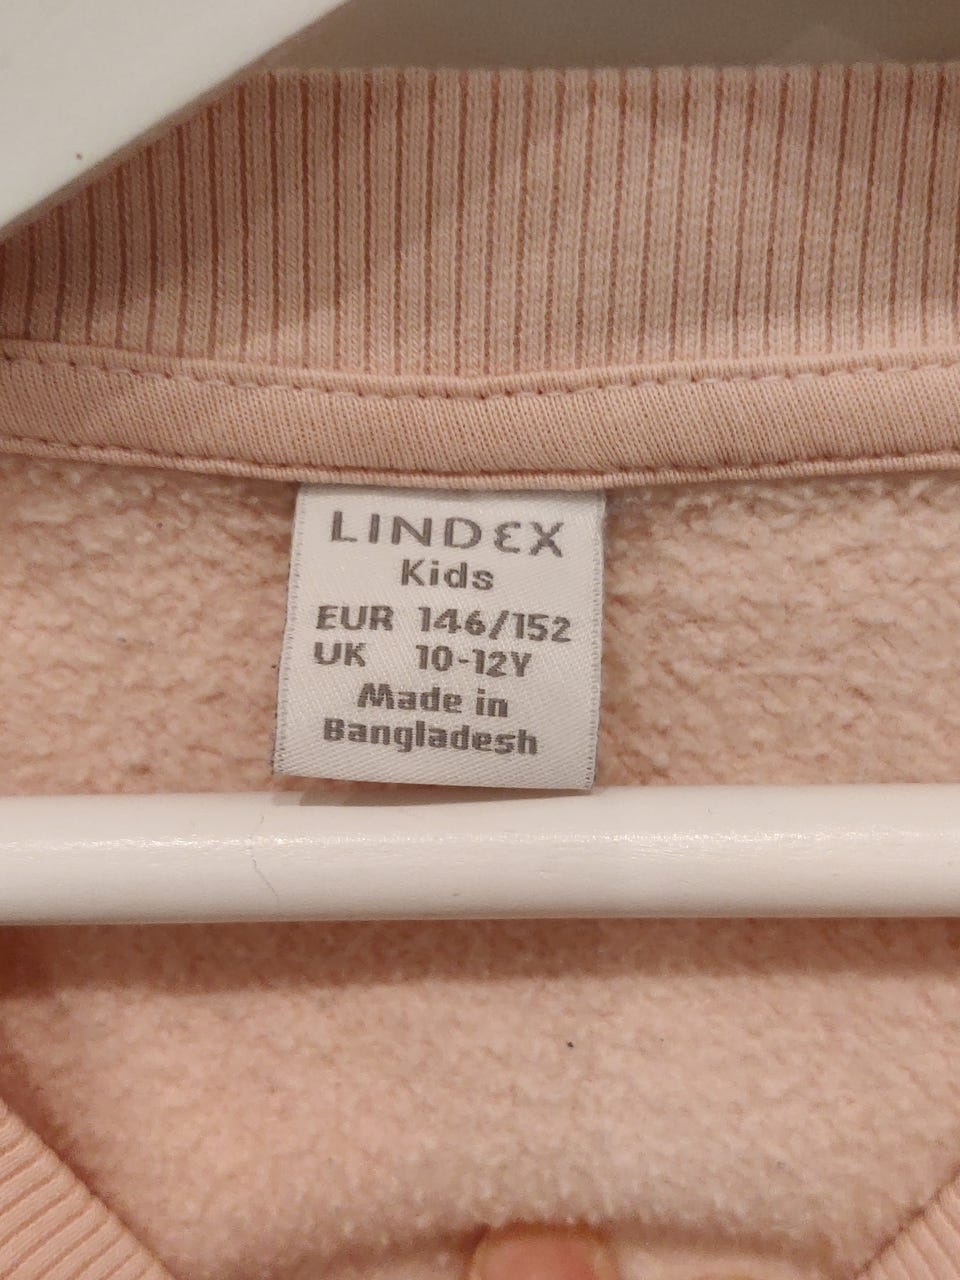 LINDEX
Kids
EUR 146/152
UK 10-12Y
Made in
Bangladesh